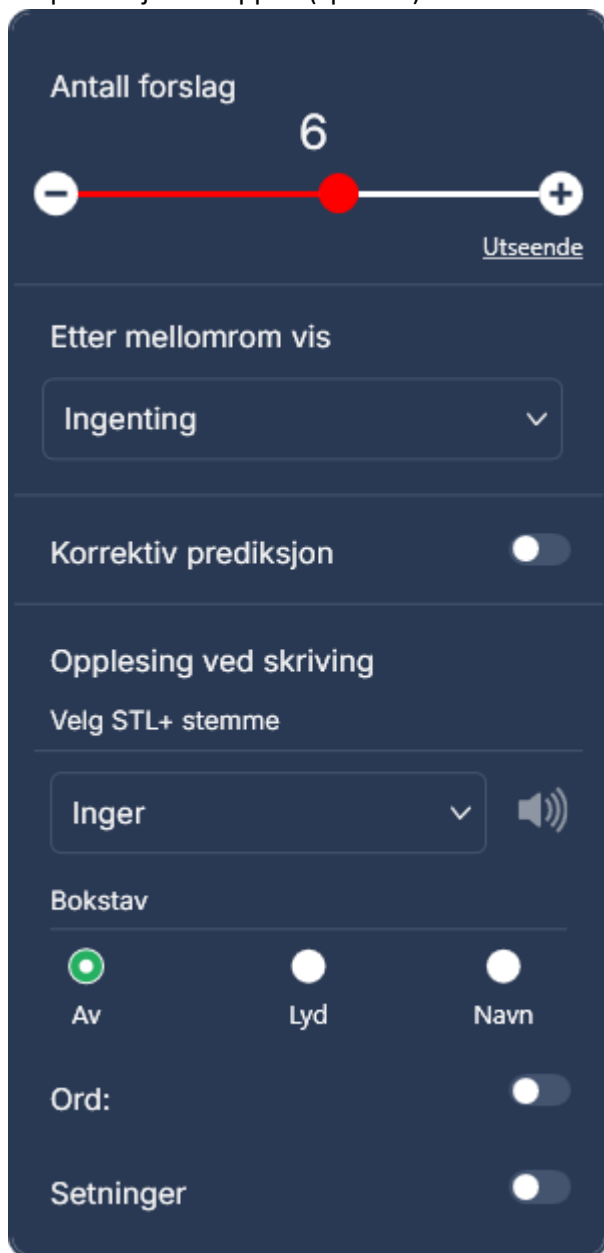 Antall forslag
6
Utseende
Etter mellomrom vis
Ingenting
Korrektiv prediksjon
Opplesing ved skriving
Velg STL+ stemme
Inger
Bokstav
Av Lyd Navn
Ord:
Setninger